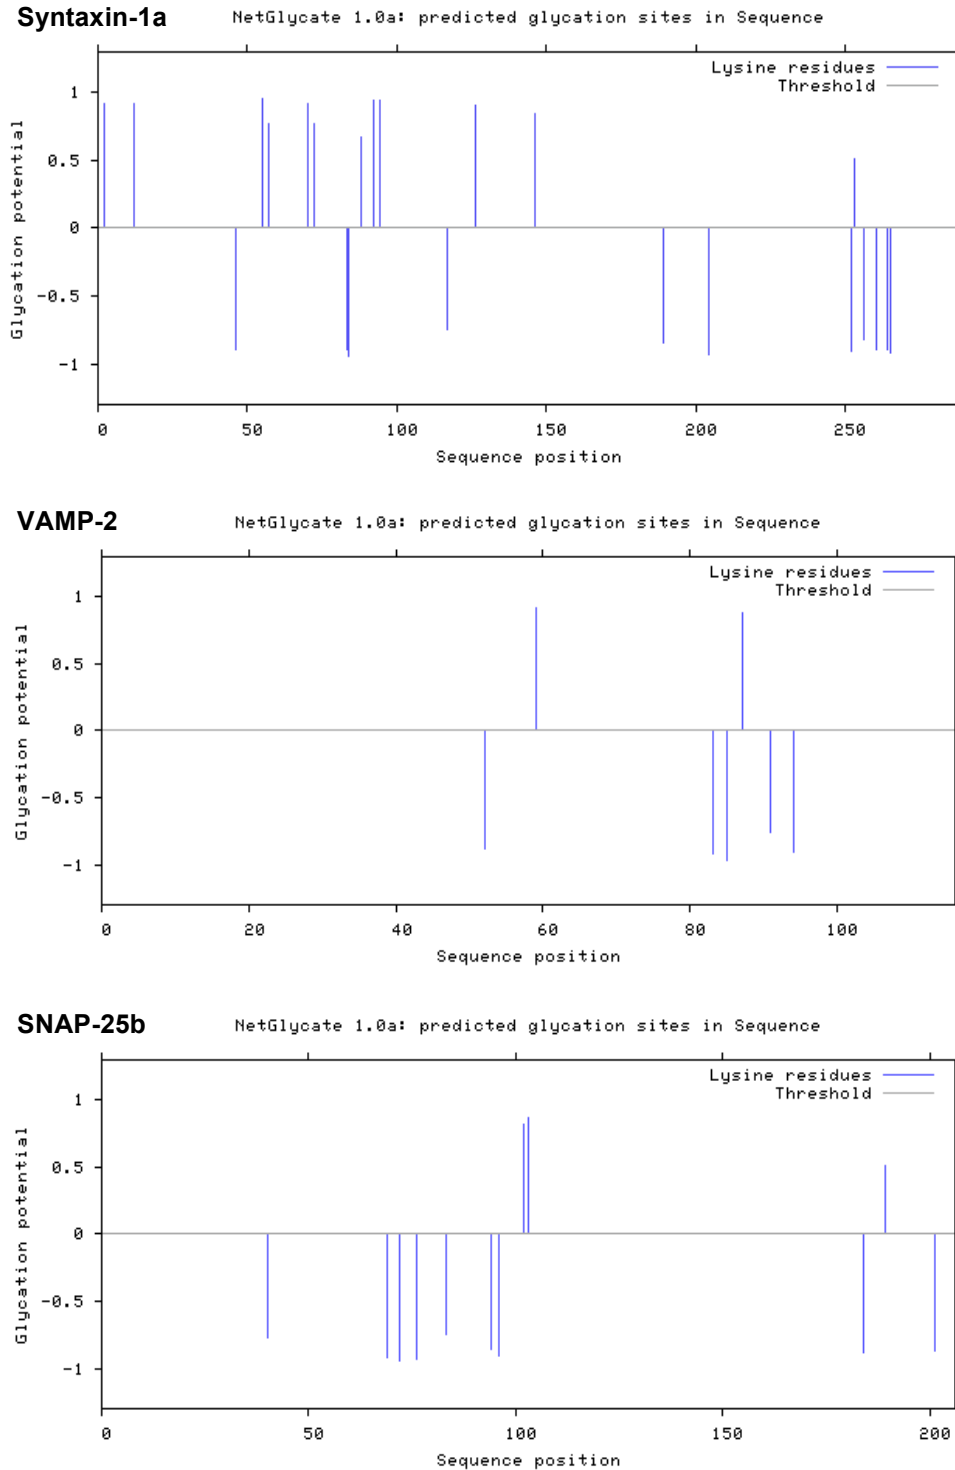 Syntaxin-1a
NetGlycate 1.0a: predicted glycation sites in Sequence
Lysine residues
Threshold
1
0.5
0
-0.5
-1
Glycation potential
0 50 100 150 200 250
Sequence position
VAMP-2
NetGlycate 1.0a: predicted glycation sites in Sequence
Lysine residues
Threshold
1
0.5
0
-0.5
-1
Glycation potential
0 20 40 60 80 100
Sequence position
SNAP-25b
NetGlycate 1.0a: predicted glycation sites in Sequence
Lysine residues
Threshold
1
0.5
0
-0.5
-1
Glycation potential
0 50 100 150 200
Sequence position